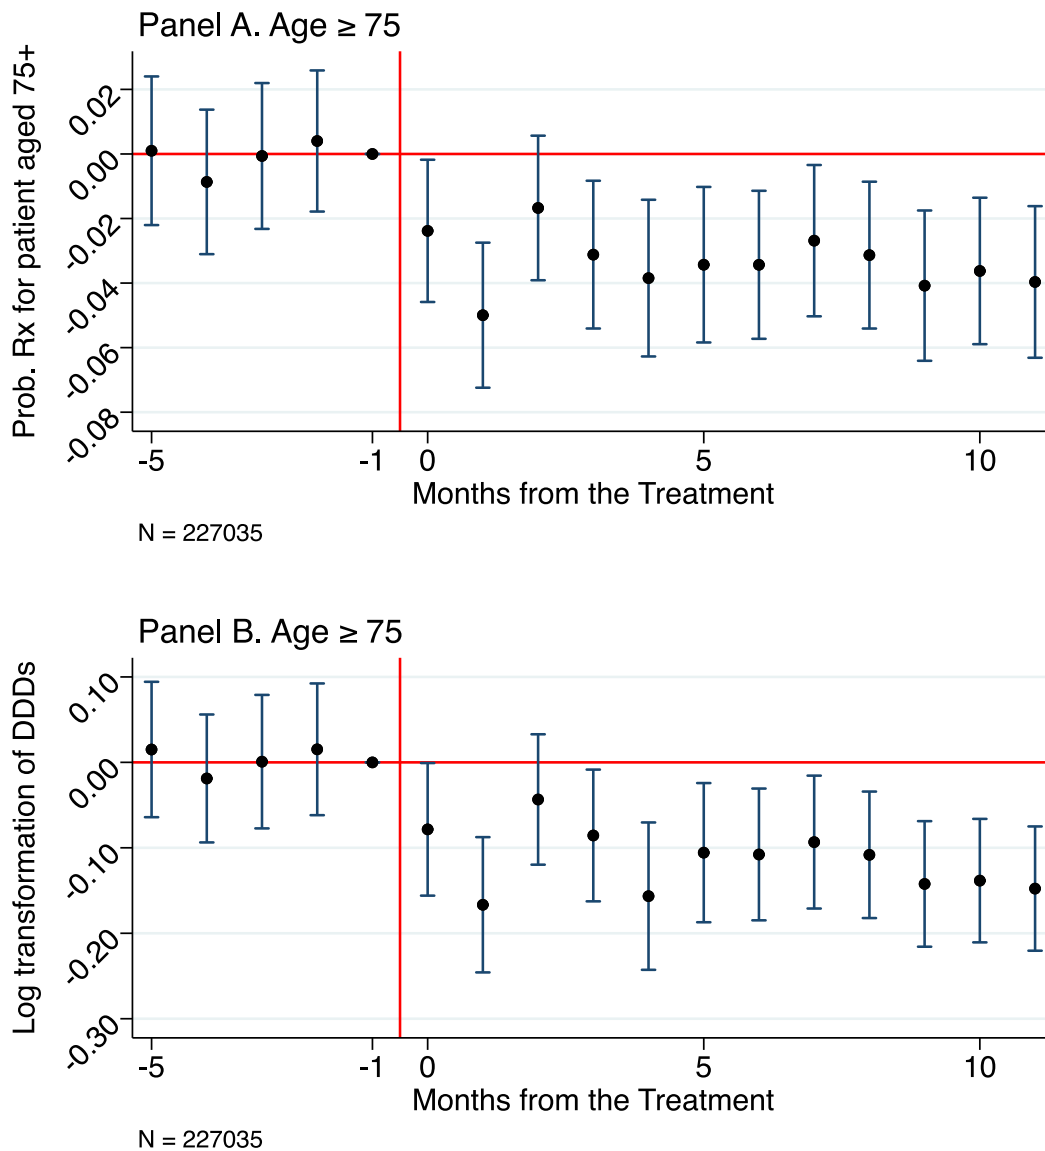 Panel A. Age ≥ 75
Prob. Rx for patient aged 75+
0.02
0.00
-0.02
-0.04
-0.06
-0.08
-5 -1 0 5 10
Months from the Treatment
N = 227035
Panel B. Age ≥ 75
Log transformation of DDDs
0.10
0.00
-0.10
-0.20
-0.30
-5 -1 0 5 10
Months from the Treatment
N = 227035